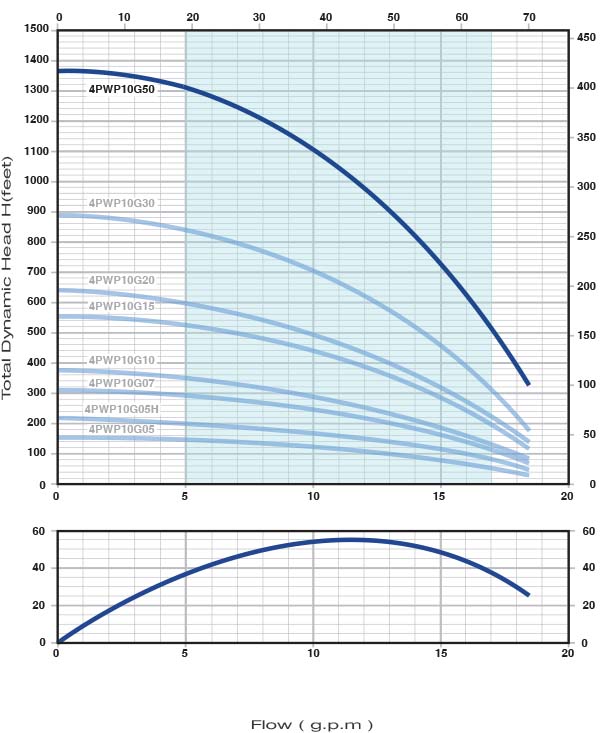 0 10 20 30 40 50 60 70
1500
1400
1300
1200
1100
1000
900
800
700
600
500
400
300
200
100
0
450
400
350
300
250
200
150
100
50
0
Total Dynamic Head H(feet)
4PWP10G50
4PWP10G30
4PWP10G20
4PWP10G15
4PWP10G10
4PWP10G07
4PWP10G05H
4PWP10G05
0 5 10 15 20
60
40
20
0
60
40
20
0
0 5 10 15 20
Flow ( g.p.m )